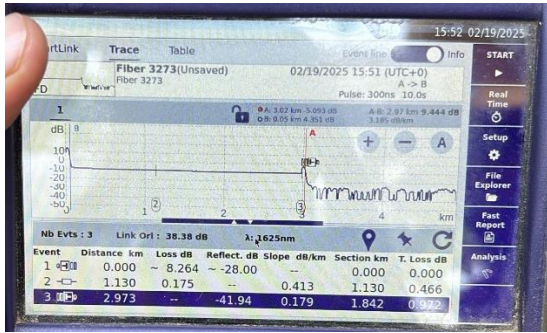 15:52 02/19/2025
artLink Trace Table Event line Info START
Fiber 3273(Unsaved) 02/19/2025 15:51 (UTC+0)
Fiber 3273 A -> B
Pulse: 300ns 10.0s
Real
Time
1 A: 3.02 km -5.093 dB A-B: 2.97 km 9.444 dB
B: 0.05 km 4.351 dB 3.185 dB/km
dB B A + − A Setup
10
0
-10
-20
-30
-40
-50
File
Explorer
2 3
1 2 4 km
Fast
Report
Nb Evts : 3 Link Orl : 38.38 dB λ: 1625nm
Analysis
Event Distance km Loss dB Reflect. dB Slope dB/km Section km T. Loss dB
1 0.000 ~ 8.264 ~ -28.00 -- 0.000 0.000
2 1.130 0.175 -- 0.413 1.130 0.466
3 2.973 -- -41.94 0.179 1.842 0.972